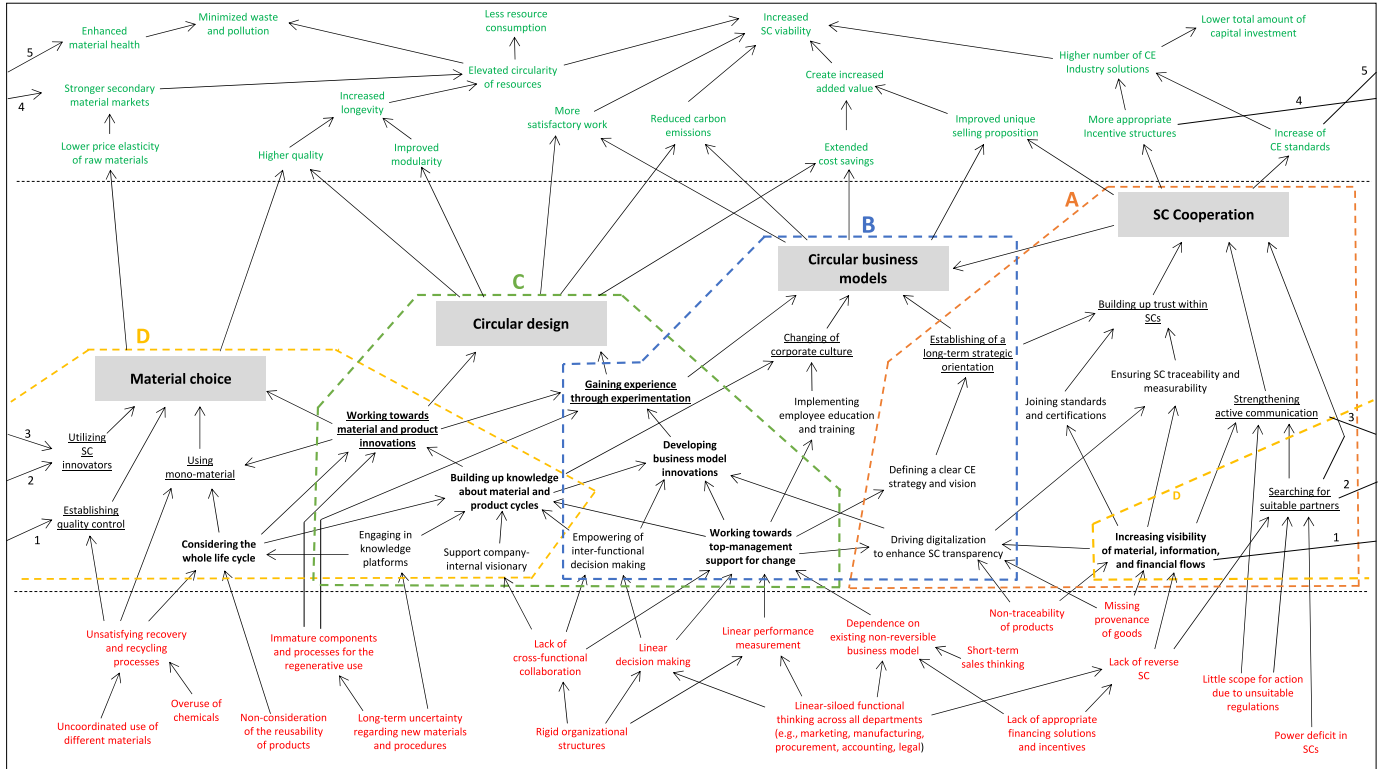 Less resource
consumption
Minimized waste
and pollution
Increased
SC viability
Lower total amount of
capital investment
Enhanced
material health
5
Higher number of CE
Industry solutions
Elevated circularity
of resources
Create increased
added value
5
Stronger secondary
material markets
4
Increased
longevity
4
More
satisfactory work
Reduced carbon
emissions
Improved unique
selling proposition
More appropriate
Incentive structures
Increase of
CE standards
Lower price elasticity
of raw materials
Higher quality
Improved
modularity
Extended
cost savings
A
SC Cooperation
B
Circular business
models
C
Circular design
Building up trust within
SCs
D
Material choice
Changing of
corporate culture
Establishing of a
long-term strategic
orientation
Ensuring SC traceability and
measurability
Gaining experience
through experimentation
Working towards
material and product
innovations
Implementing
employee education
and training
Joining standards
and certifications
Strengthening
active communication
3
3
Utilizing
SC
innovators
Using
mono-material
2
Developing
business model
innovations
Building up knowledge
about material and
product cycles
Defining a clear CE
strategy and vision
D
Searching for
suitable partners
2
Establishing
quality control
1
Considering the
whole life cycle
Engaging in
knowledge
platforms
Support company-
internal visionary
Empowering of
inter-functional
decision making
Working towards
top-management
support for change
Driving digitalization
to enhance SC transparency
Increasing visibility
of material, information,
and financial flows
1
Unsatisfying recovery
and recycling
processes
Immature components
and processes for the
regenerative use
Lack of
cross-functional
collaboration
Linear
decision making
Linear performance
measurement
Dependence on
existing non-reversible
business model
Short-term
sales thinking
Non-traceability
of products
Missing
provenance
of goods
Lack of reverse
SC
Little scope for action
due to unsuitable
regulations
Overuse of
chemicals
Uncoordinated use of
different materials
Non-consideration
of the reusability
of products
Long-term uncertainty
regarding new materials
and procedures
Rigid organizational
structures
Linear-siloed functional
thinking across all departments
(e.g., marketing, manufacturing,
procurement, accounting, legal)
Lack of appropriate
financing solutions
and incentives
Power deficit in
SCs